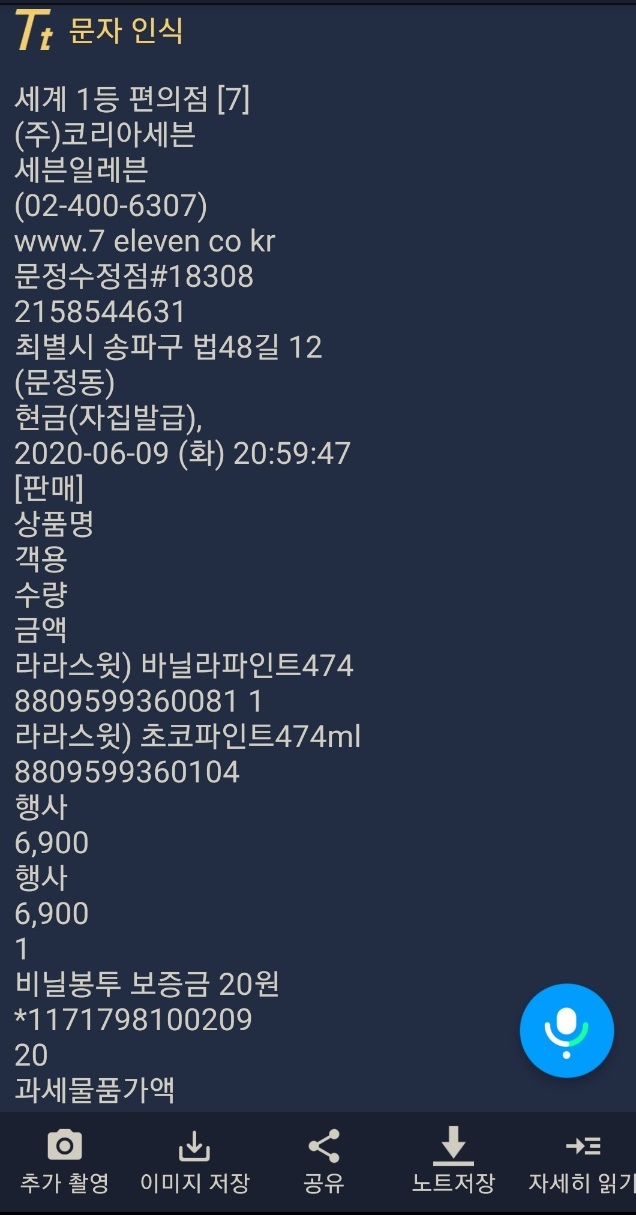 Tt 문자 인식
세계 1등 편의점 [7]
(주)코리아세븐
세븐일레븐
(02-400-6307)
www.7 eleven co kr
문정수정점#18308
2158544631
최별시 송파구 법48길 12
(문정동)
현금(자집발급),
2020-06-09 (화) 20:59:47
[판매]
상품명
객용
수량
금액
라라스윗) 바닐라파인트474
8809599360081 1
라라스윗) 초코파인트474ml
8809599360104
행사
6,900
행사
6,900
1
비닐봉투 보증금 20원
*1171798100209
20
과세물품가액
추가 촬영
이미지 저장
공유
노트저장
자세히 읽기